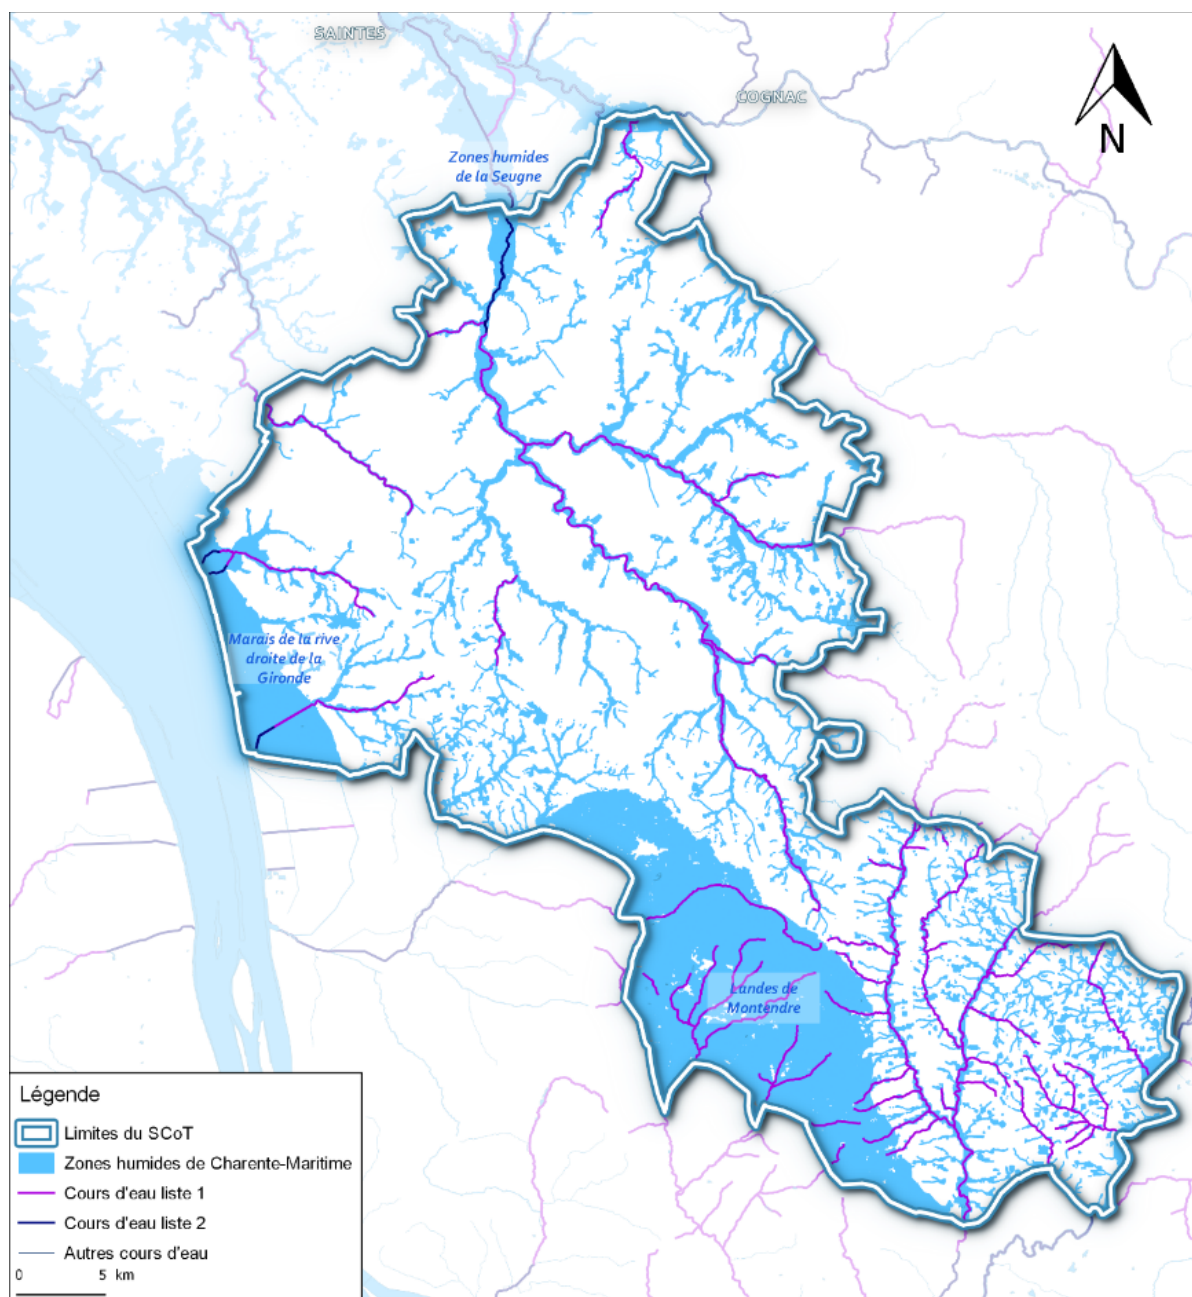 SAINTES
COGNAC
N
Zones humides
de la Seugne
Marais de la rive
droite de la
Gironde
Landes de
Montendre
Légende
Limites du SCoT
Zones humides de Charente-Maritime
Cours d'eau liste 1
Cours d'eau liste 2
Autres cours d'eau
0 5 km